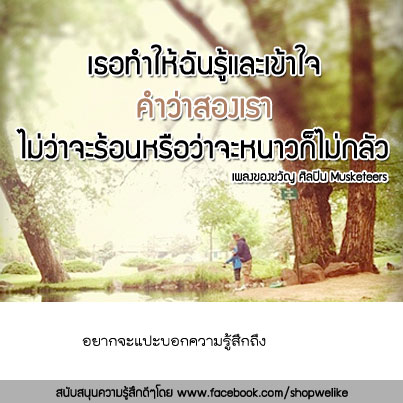 เธอทำให้ฉันรู้และเข้าใจ
คำว่าสองเรา
ไม่ว่าจะร้อนหรือว่าจะหนาวก็ไม่กลัว
เพลงของขวัญ ศิลปิน Musketeers
อยากจะแปะบอกความรู้สึกถึง
สนับสนุนความรู้สึกดีๆโดย www.facebook.com/shopwelike